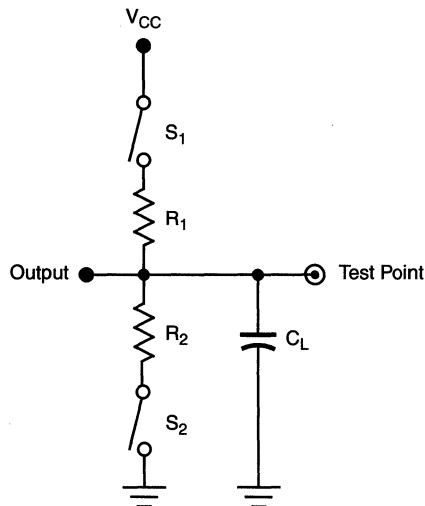 VCC
S1
R1
Output
Test Point
R2
CL
S2